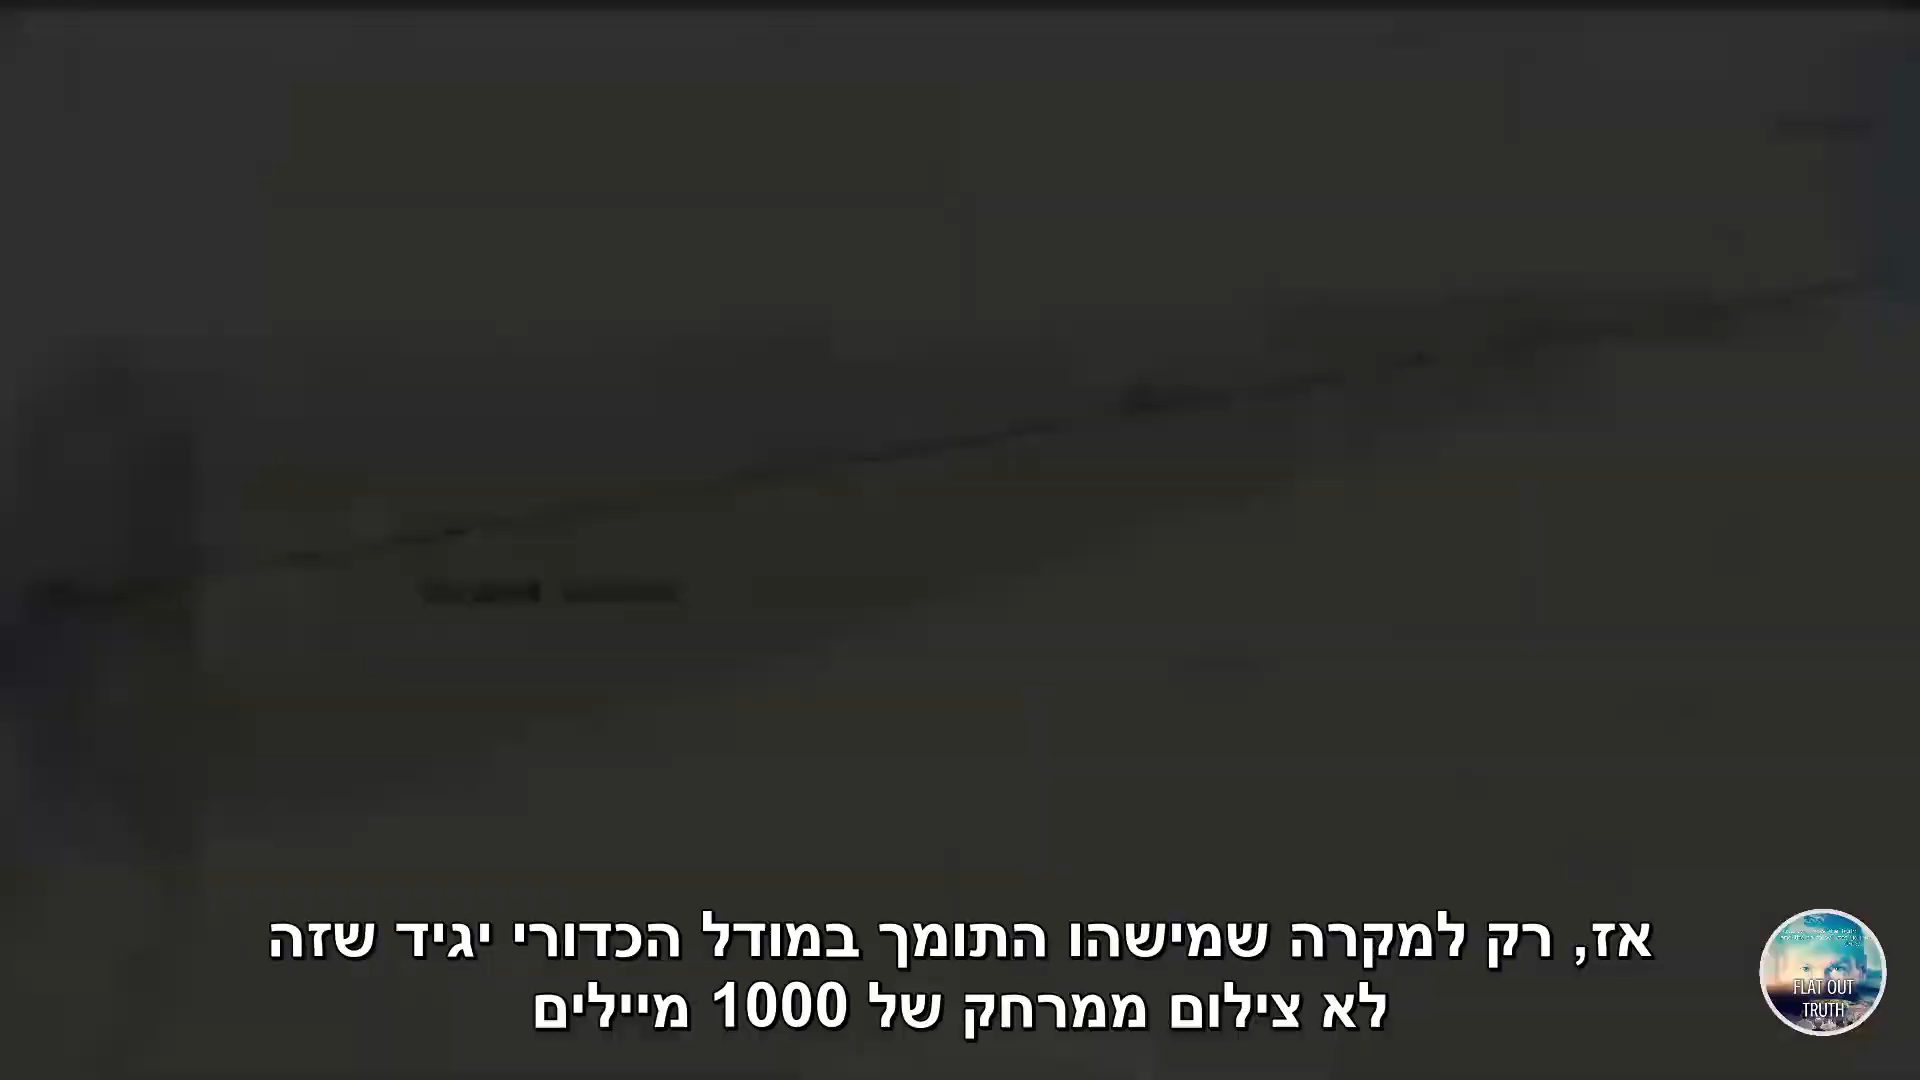 אז, רק למקרה שמישהו התומך במודל הכדורי יגיד שזה
לא צילום ממרחק של 1000 מיילים
FLAT OUT
TRUTH